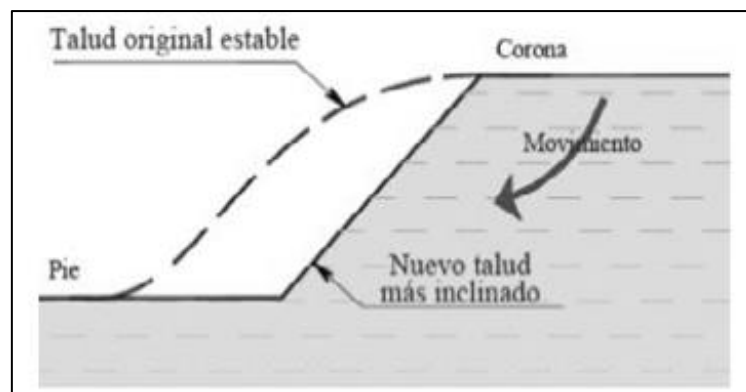 Talud original estable
Corona
Movimiento
Pie
Nuevo talud
más inclinado